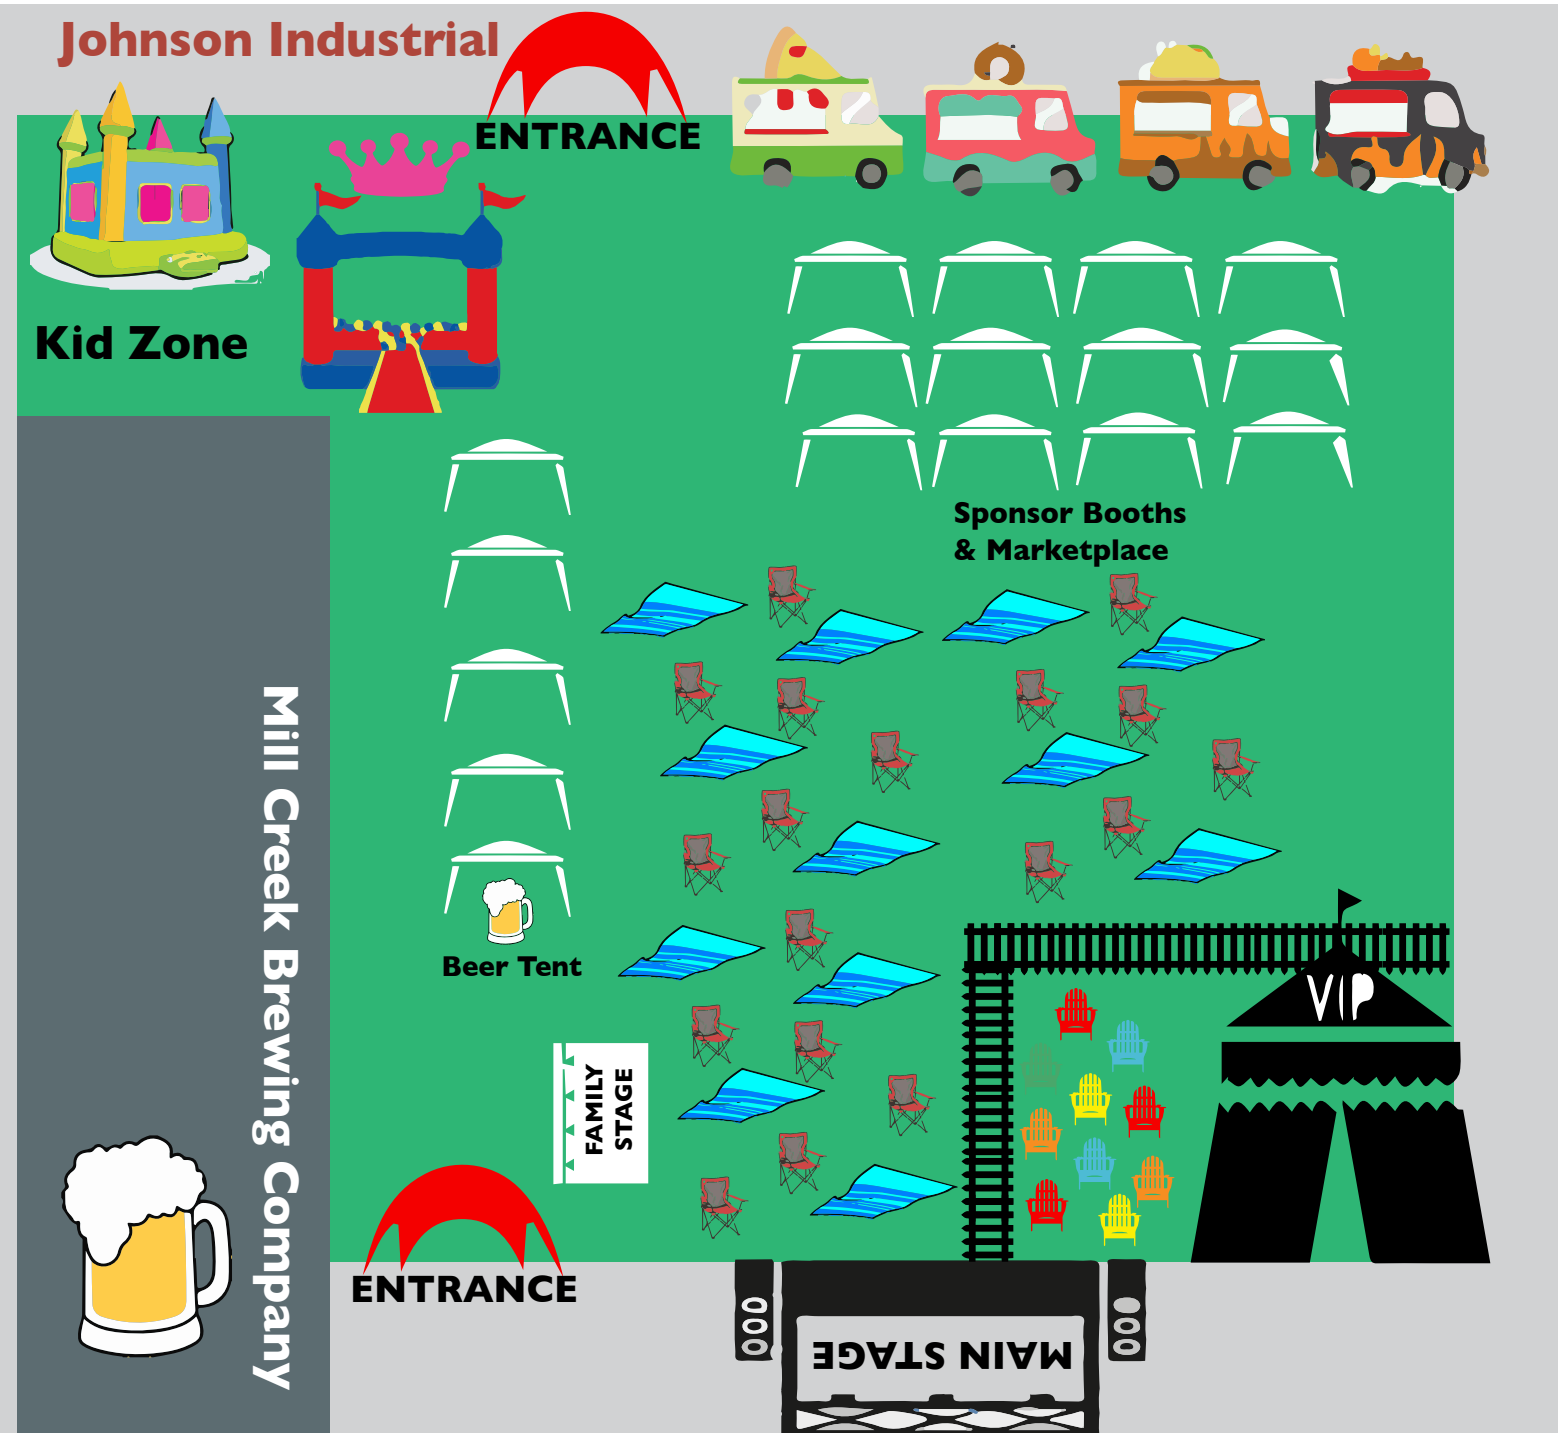 Johnson Industrial
ENTRANCE
Kid Zone
Sponsor Booths
& Marketplace
Mill Creek Brewing Company
Beer Tent
VIP
FAMILY
STAGE
ENTRANCE
MAIN STAGE